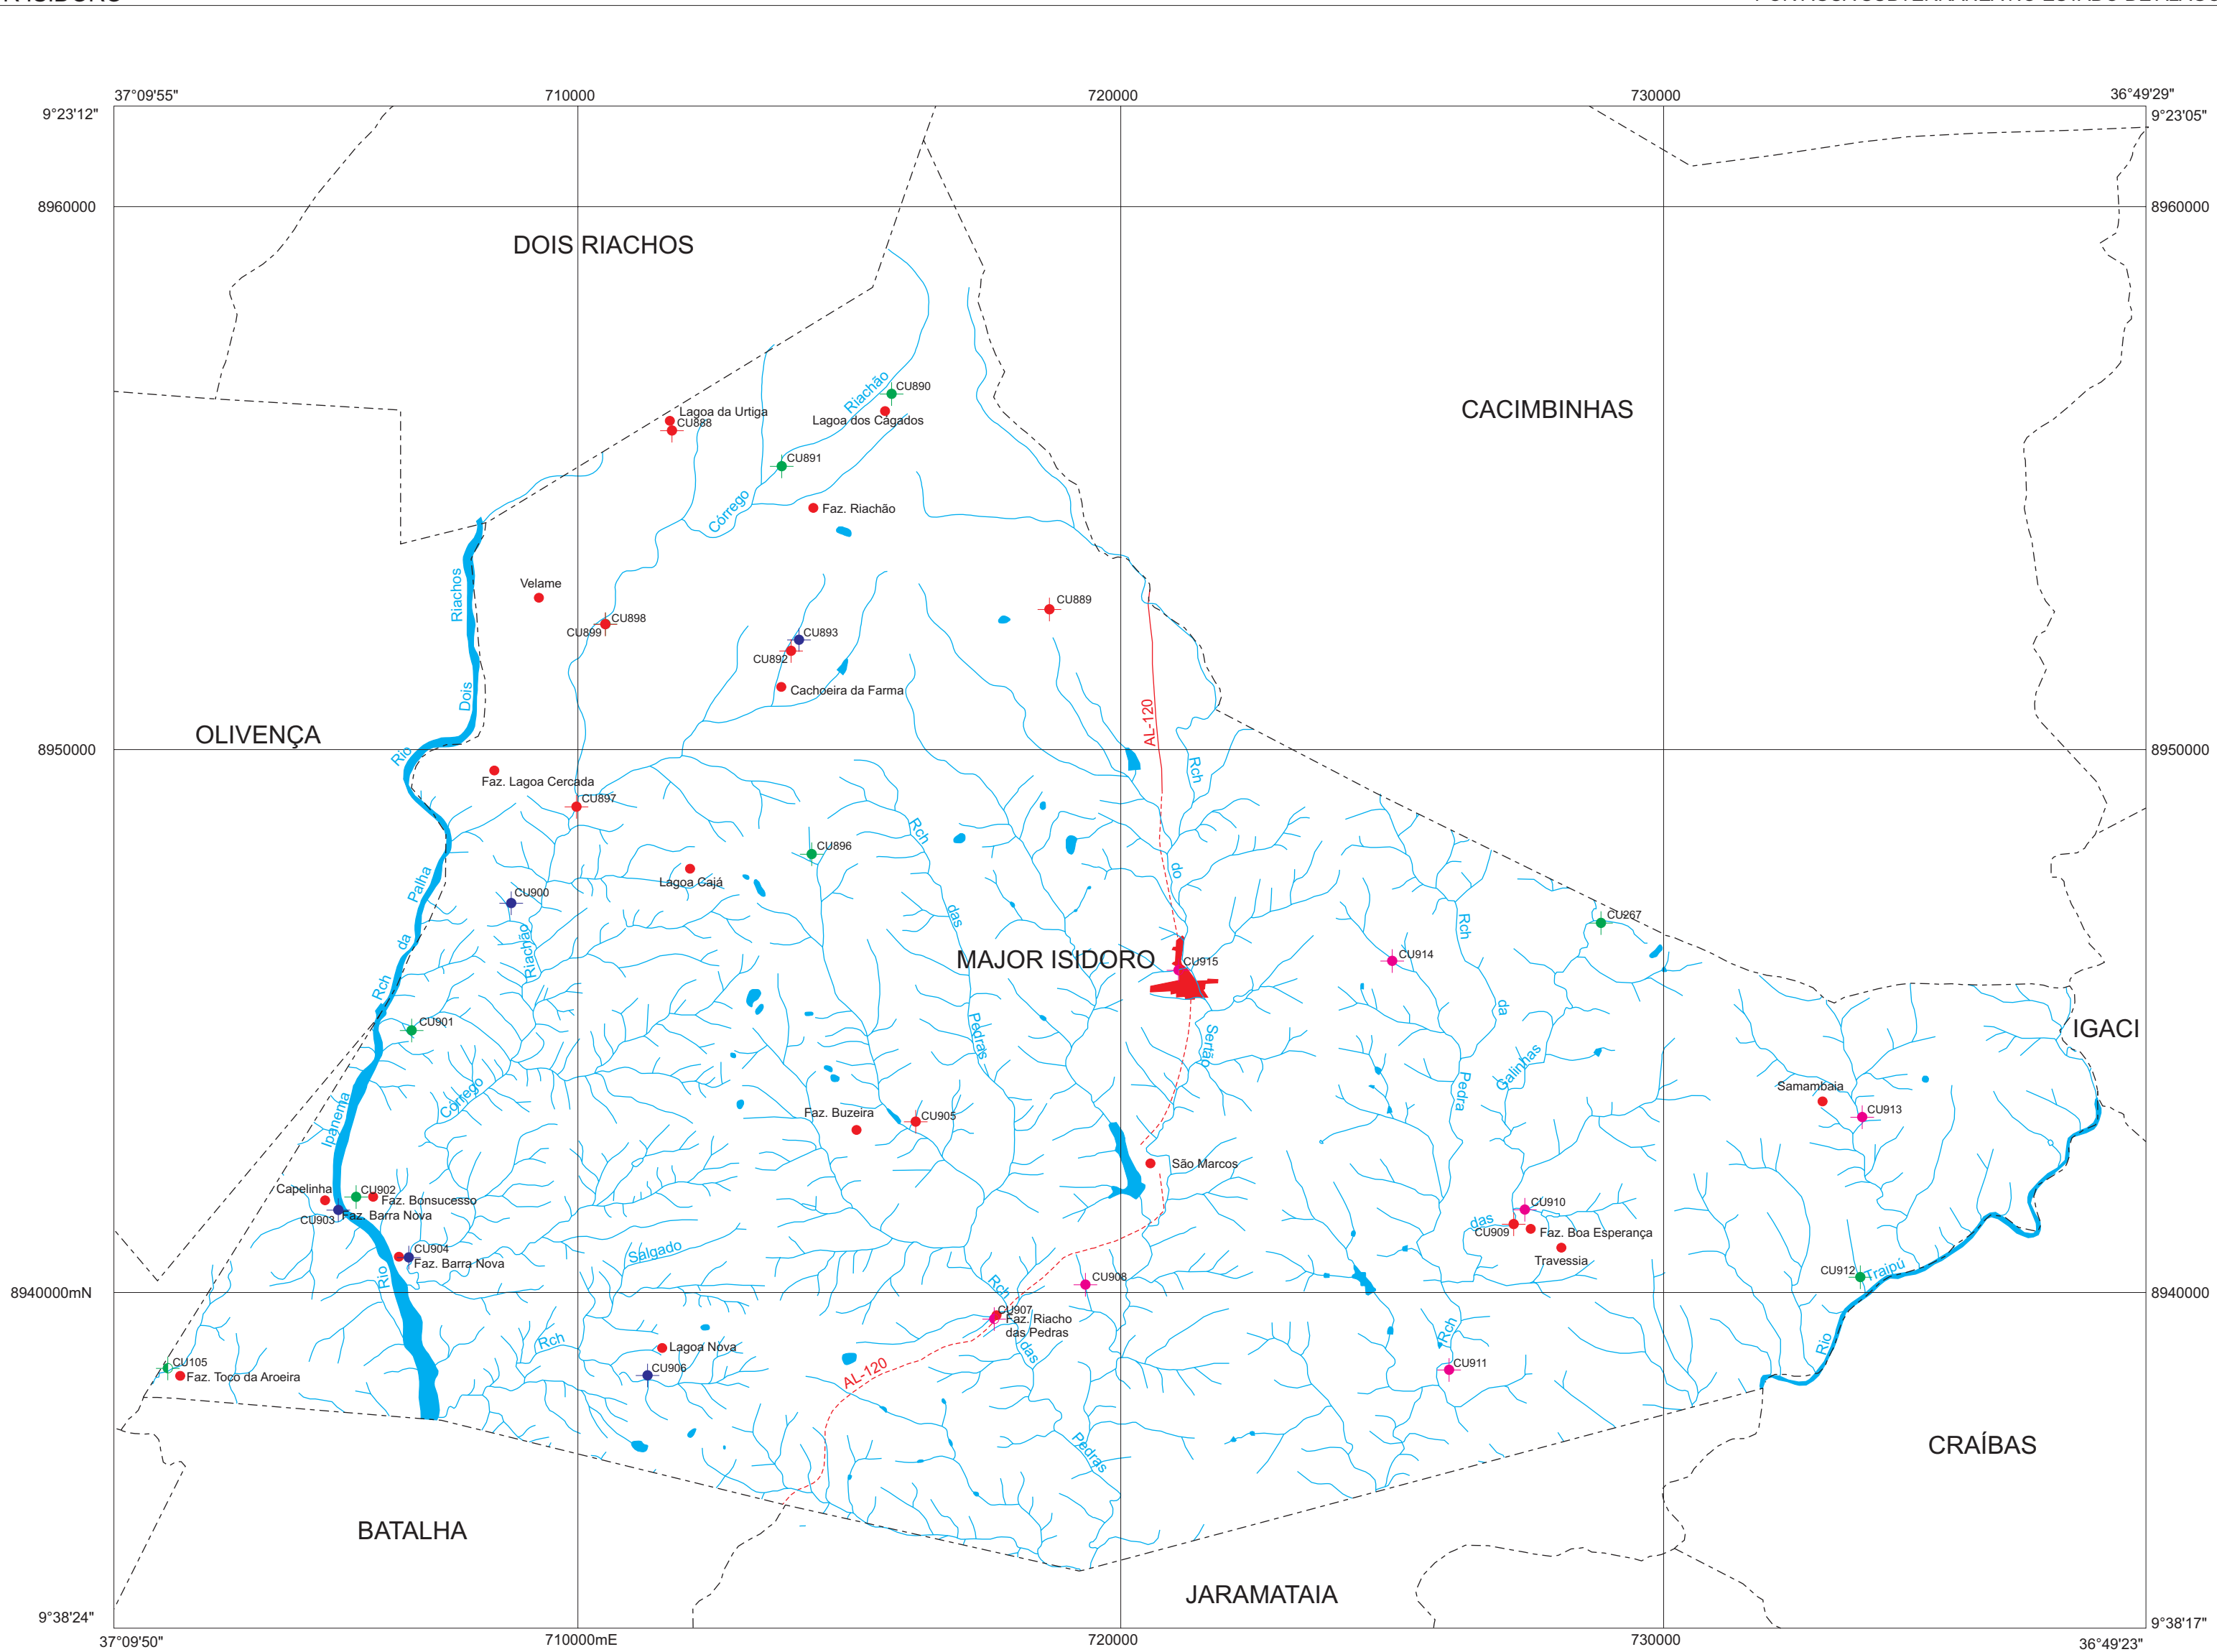 37°09'55"
710000
720000
730000
36°49'29"
9°23'12"
9°23'05"
8960000
8960000
DOIS RIACHOS
CACIMBINHAS
Riachão
CU890
Lagoa dos Cágados
Lagoa da Urtiga
CU888
CU891
Córrego
Faz. Riachão
Riachos
Velame
CU898
CU899
CU889
CU893
CU892
Cachoeira da Farma
Dois
AL-120
OLIVENÇA
8950000
8950000
Rio
Rch
Faz. Lagoa Cercada
CU897
Rch
CU896
do
Lagoa Cajá
Palha
CU900
das
Rch
CU267
Riachão
da
MAJOR ISIDORO
CU915
CU914
Rch
da
CU901
Pedras
Sertão
IGACI
Galinhas
Córrego
Pedra
Samambaia
CU913
Ipanema
Faz. Buzeira
CU905
São Marcos
Capelinha
CU902
Faz. Bonsucesso
CU903
Faz. Barra Nova
CU910
das
CU909
Faz. Boa Esperança
Travessia
CU904
Faz. Barra Nova
Salgado
Rio
CU912
Traipú
Rch
CU908
8940000mN
8940000
CU907
Faz. Riacho
das Pedras
Rch
das
Rch
Rio
Lagoa Nova
CU105
Faz. Toco da Aroeira
CU906
AL-120
CU911
Pedras
CRAÍBAS
BATALHA
JARAMATAIA
9°38'24"
9°38'17"
37°09'50"
710000mE
720000
730000
36°49'23"